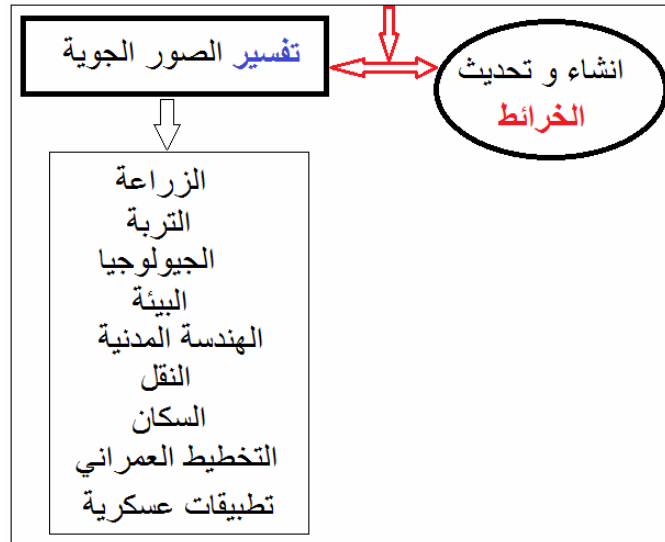 تفسير الصور الجوية
انشاء و تحديث
الخرائط
الزراعة
التربة
الجيولوجيا
البيئة
الهندسة المدنية
النقل
السكان
التخطيط العمراني
تطبيقات عسكرية